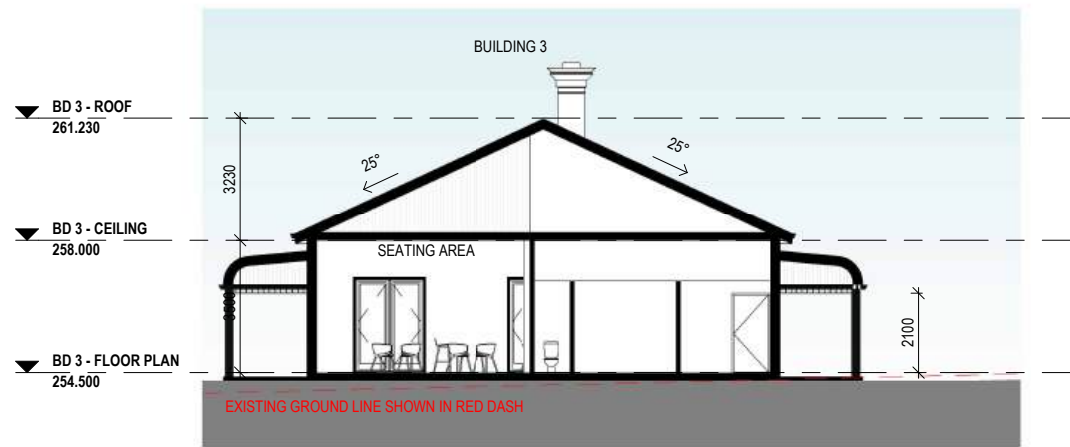 BUILDING 3
BD 3 - ROOF
261.230
25°
25°
3230
BD 3 - CEILING
258.000
SEATING AREA
3500
2100
BD 3 - FLOOR PLAN
254.500
EXISTING GROUND LINE SHOWN IN RED DASH